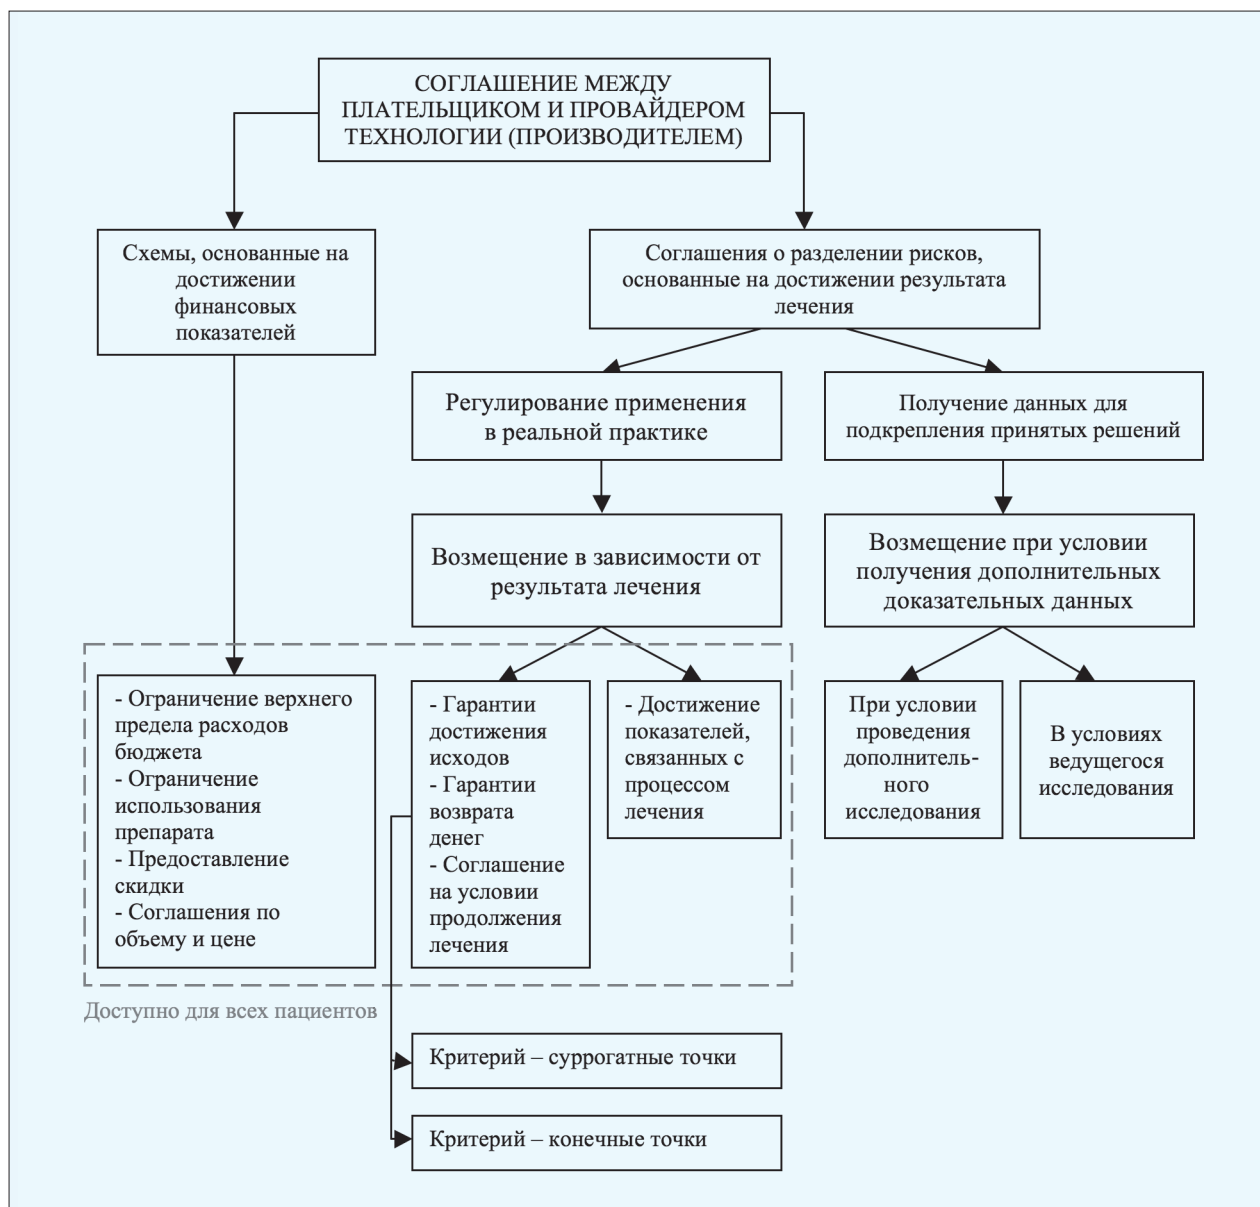 СОГЛАШЕНИЕ МЕЖДУ
ПЛАТЕЛЬЩИКОМ И ПРОВАЙДЕРОМ
ТЕХНОЛОГИИ (ПРОИЗВОДИТЕЛЕМ)
Схемы, основанные на
достижении
финансовых
показателей
Соглашения о разделении рисков,
основанные на достижении результата
лечения
Регулирование применения
в реальной практике
Получение данных для
подкрепления принятых решений
Возмещение в зависимости от
результата лечения
Возмещение при условии
получения дополнительных
доказательных данных
- Ограничение верхнего
предела расходов
бюджета
- Ограничение
использования
препарата
- Предоставление
скидки
- Соглашения по
объему и цене
- Гарантии
достижения
исходов
- Гарантии
возврата
денег
- Соглашение
на условии
продолжения
лечения
- Достижение
показателей,
связанных с
процессом
лечения
При условии
проведения
дополнитель-
ного
исследования
В условиях
ведущегося
исследования
Доступно для всех пациентов
Критерий – суррогатные точки
Критерий – конечные точки